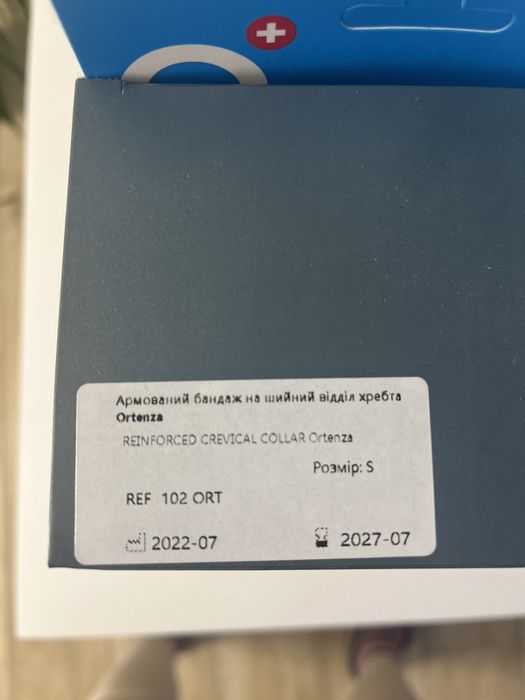 Армований бандаж на шийний відділ хребта
Ortenza
REINFORCED CREVICAL COLLAR Ortenza
Розмір: S
REF 102 ORT
2022-07
2027-07